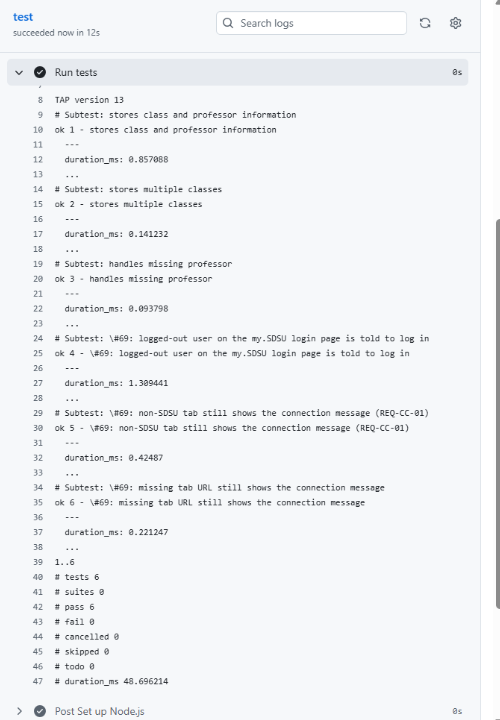 test
succeeded now in 12s
Search logs
Run tests
0s
8 TAP version 13
9 # Subtest: stores class and professor information
10 ok 1 - stores class and professor information
11 ---
12 duration_ms: 0.857088
13 ...
14 # Subtest: stores multiple classes
15 ok 2 - stores multiple classes
16 ---
17 duration_ms: 0.141232
18 ...
19 # Subtest: handles missing professor
20 ok 3 - handles missing professor
21 ---
22 duration_ms: 0.093798
23 ...
24 # Subtest: \#69: logged-out user on the my.SDSU login page is told to log in
25 ok 4 - \#69: logged-out user on the my.SDSU login page is told to log in
26 ---
27 duration_ms: 1.309441
28 ...
29 # Subtest: \#69: non-SDSU tab still shows the connection message (REQ-CC-01)
30 ok 5 - \#69: non-SDSU tab still shows the connection message (REQ-CC-01)
31 ---
32 duration_ms: 0.42487
33 ...
34 # Subtest: \#69: missing tab URL still shows the connection message
35 ok 6 - \#69: missing tab URL still shows the connection message
36 ---
37 duration_ms: 0.221247
38 ...
39 1..6
40 # tests 6
41 # suites 0
42 # pass 6
43 # fail 0
44 # cancelled 0
45 # skipped 0
46 # todo 0
47 # duration_ms 48.696214
Post Set up Node.js
0s